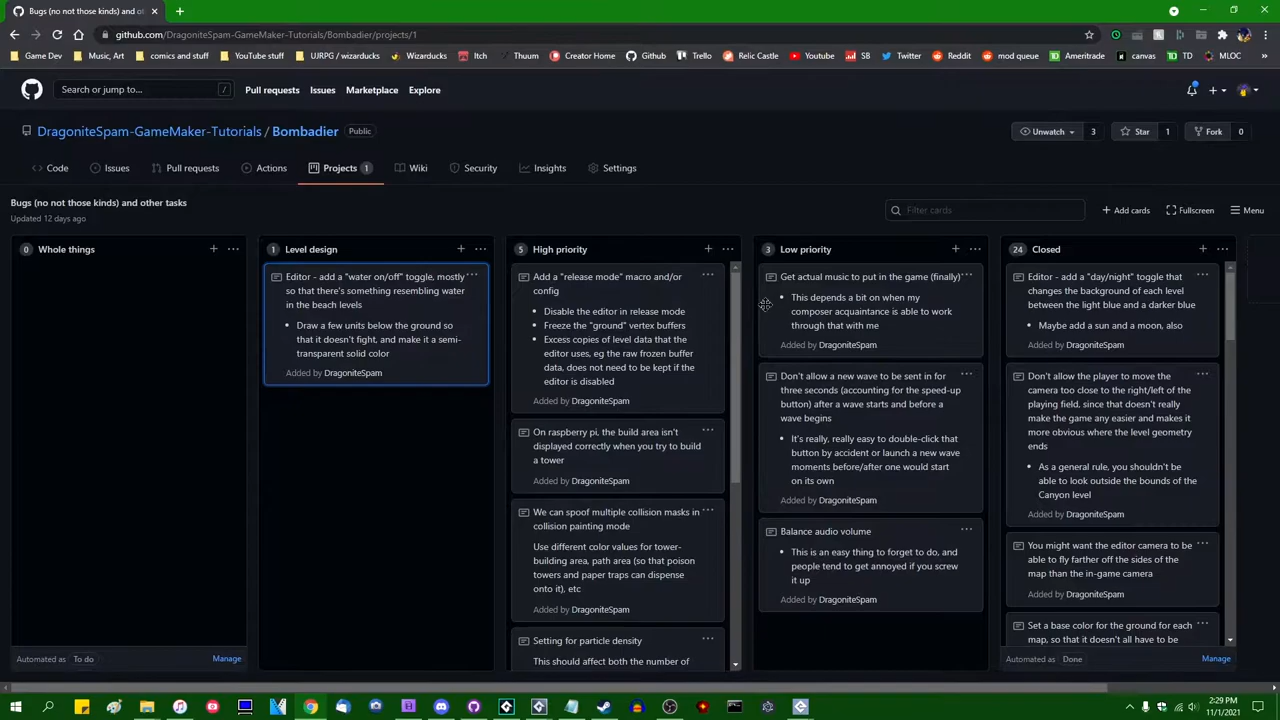 Bugs (no not those kinds) and ot
github.com/DragoniteSpam-GameMaker-Tutorials/Bombadier/projects/1
Game Dev
Music, Art
comics and stuff
YouTube stuff
UJRPG / Wizarducks
Wizarducks
Itch
Thuum
Creator Home
Github
Trello
Relic Castle
Youtube
SB
Twitter
Reddit
mod queue
Ameritrade
canvas
TD
MLOC
»
Search or jump to...
/
Pull requests
Issues
Marketplace
Explore
DragoniteSpam-GameMaker-Tutorials / Bombadier
Public
Unwatch
3
Star
1
Fork
0
Code
Issues
Pull requests
Actions
Projects 1
Wiki
Security
Insights
Settings
Bugs (no not those kinds) and other tasks
Updated 12 days ago
Filter cards
Add cards
Fullscreen
Menu
0 Whole things
Automated as To do
Manage
1 Level design
Editor - add a "water on/off" toggle, mostly
so that there's something resembling water
in the beach levels
• Draw a few units below the ground so
that it doesn't fight, and make it a semi-
transparent solid color
Added by DragoniteSpam
5 High priority
Add a "release mode" macro and/or
config
• Disable the editor in release mode
• Freeze the "ground" vertex buffers
• Excess copies of level data that the
editor uses, eg the raw frozen buffer
data, does not need to be kept if the
editor is disabled
Added by DragoniteSpam
On raspberry pi, the build area isn't
displayed correctly when you try to build
a tower
Added by DragoniteSpam
We can spoof multiple collision masks in
collision painting mode
Use different color values for tower-
building area, path area (so that poison
towers and paper traps can dispense
onto it), etc
Added by DragoniteSpam
Setting for particle density
This should affect both the number of
3 Low priority
Get actual music to put in the game (finally)
• This depends a bit on when my
composer acquaintance is able to work
through that with me
Added by DragoniteSpam
Don't allow a new wave to be sent in for
three seconds (accounting for the speed-up
button) after a wave starts and before a
wave begins
• It's really, really easy to double-click that
button by accident or launch a new wave
moments before/after one would start
on its own
Added by DragoniteSpam
Balance audio volume
• This is an easy thing to forget to do, and
people tend to get annoyed if you screw
it up
Added by DragoniteSpam
24 Closed
Editor - add a "day/night" toggle that
changes the background of each level
between the light blue and a darker blue
• Maybe add a sun and a moon, also
Added by DragoniteSpam
Don't allow the player to move the
camera too close to the right/left of the
playing field, since that doesn't really
make the game any easier and makes it
more obvious where the level geometry
ends
• As a general rule, you shouldn't be
able to look outside the bounds of the
Canyon level
Added by DragoniteSpam
You might want the editor camera to be
able to fly farther off the sides of the
map than the in-game camera
Added by DragoniteSpam
Set a base color for the ground for each
map, so that it doesn't all have to be
Automated as Done
Manage
2:29 PM
11/1/2021